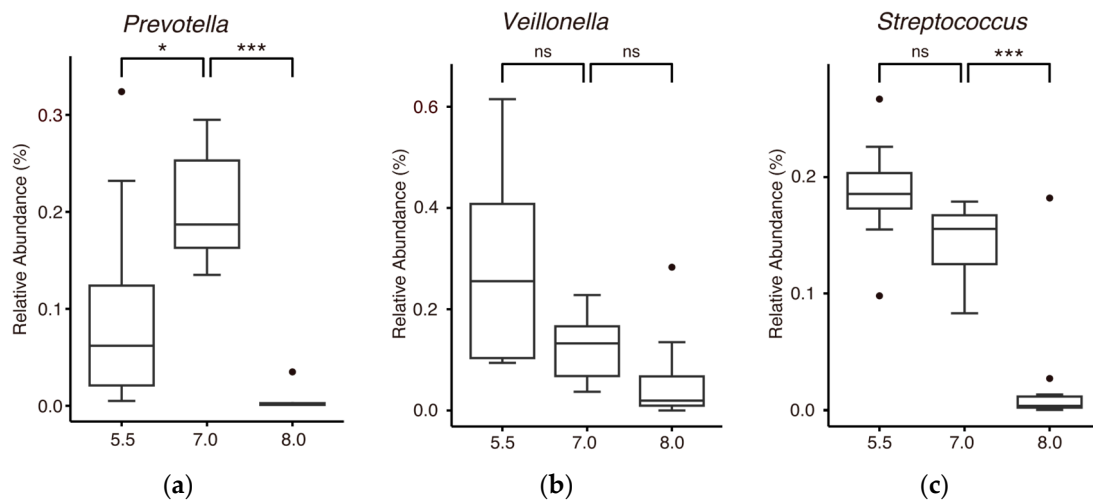 Prevotella
* ***
Relative Abundance (%)
0.3
0.2
0.1
0.0
5.5 7.0 8.0
(a)
Veillonella
ns ns
Relative Abundance (%)
0.6
0.4
0.2
0.0
5.5 7.0 8.0
(b)
Streptococcus
ns ***
Relative Abundance (%)
0.2
0.1
0.0
5.5 7.0 8.0
(c)